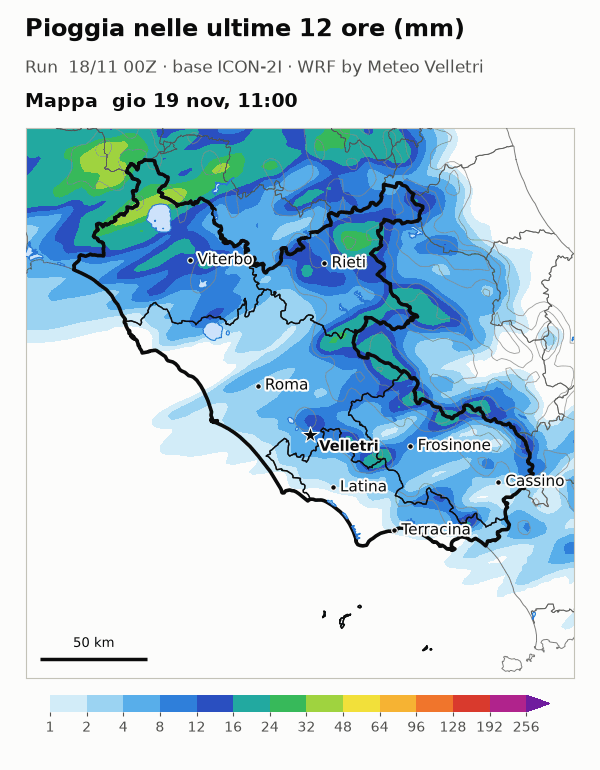 Pioggia nelle ultime 12 ore (mm)
Run 18/11 00Z · base ICON-2I · WRF by Meteo Velletri
Mappa gio 19 nov, 11:00
Viterbo
Rieti
Roma
Velletri
Frosinone
Cassino
Latina
Terracina
50 km
1 2 4 8 12 16 24 32 48 64 96 128 192 256